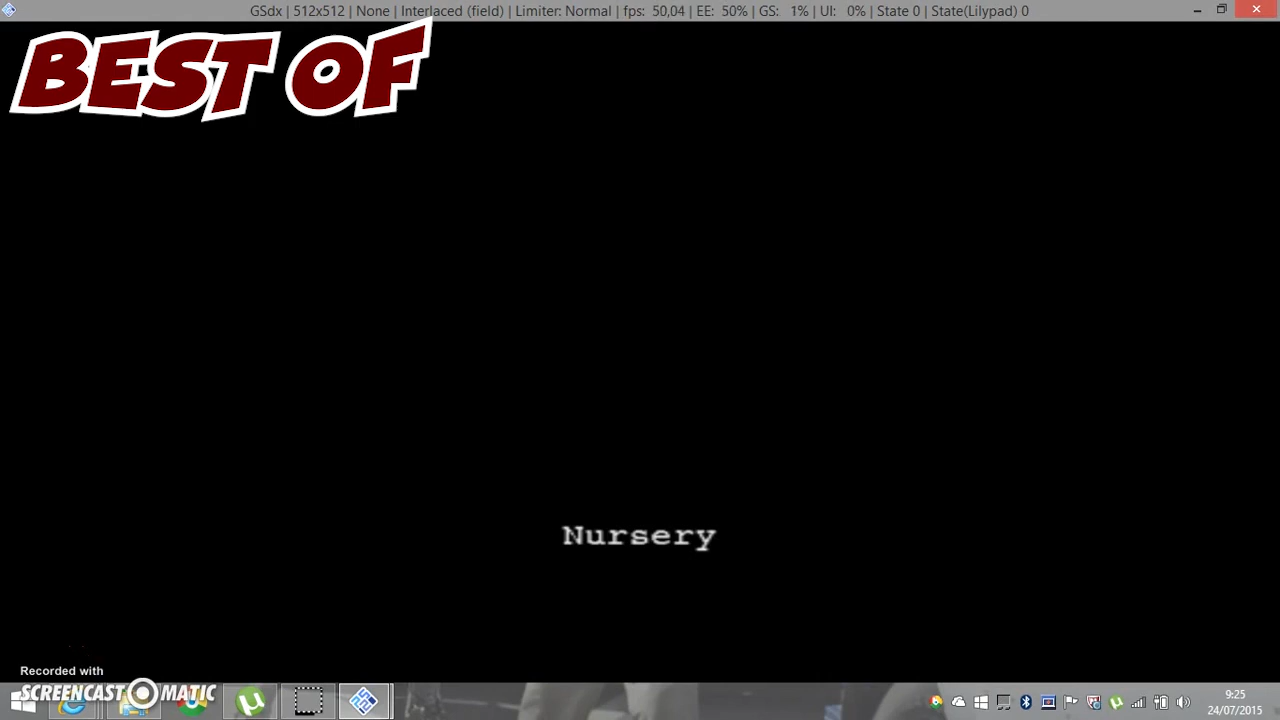 GSdx | 512x512 | None | Interlaced (field) | Limiter: Normal | fps: 50,04 | EE: 50% | GS: 1% | UI: 0% | State 0 | State(Lilypad) 0
BEST OF
Nursery
Recorded with
SCREENCAST MATIC
9:25
24/07/2015